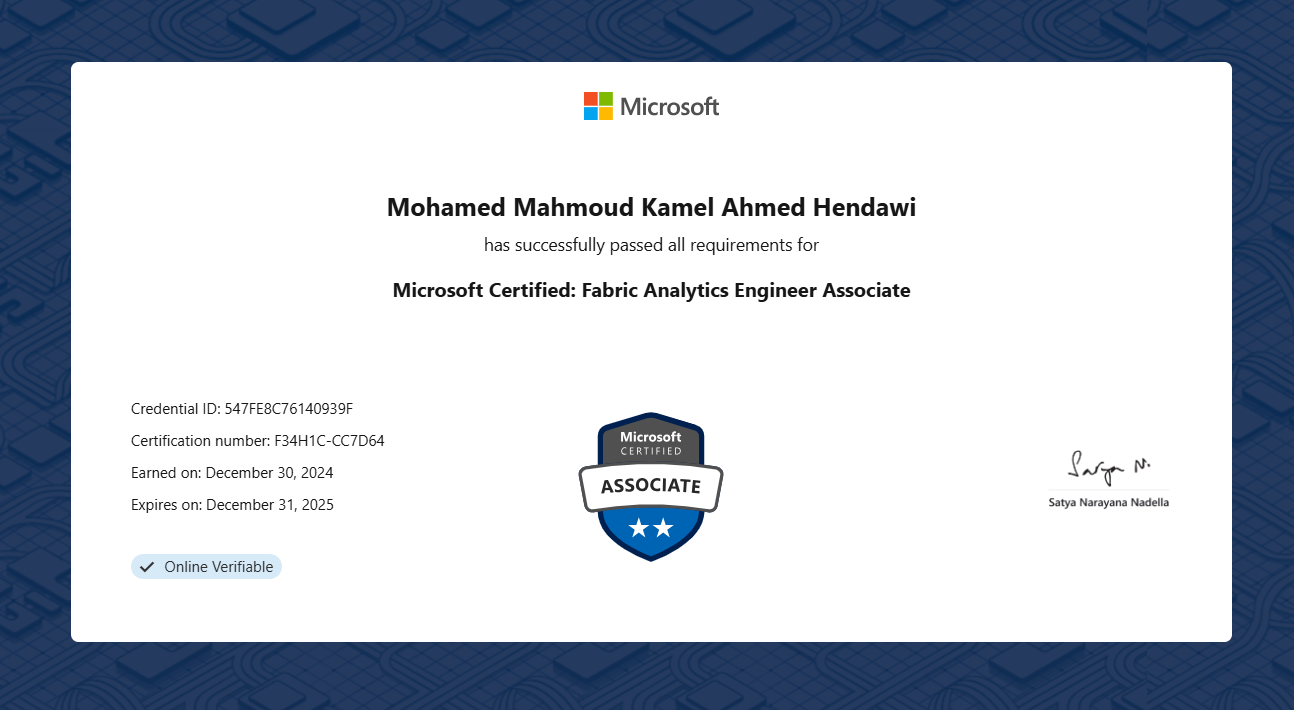 Microsoft
Mohamed Mahmoud Kamel Ahmed Hendawi
has successfully passed all requirements for
Microsoft Certified: Fabric Analytics Engineer Associate
Credential ID: 547FE8C76140939F
Certification number: F34H1C-CC7D64
Earned on: December 30, 2024
Expires on: December 31, 2025
Online Verifiable
Microsoft
CERTIFIED
ASSOCIATE
Satya N.
Satya Narayana Nadella